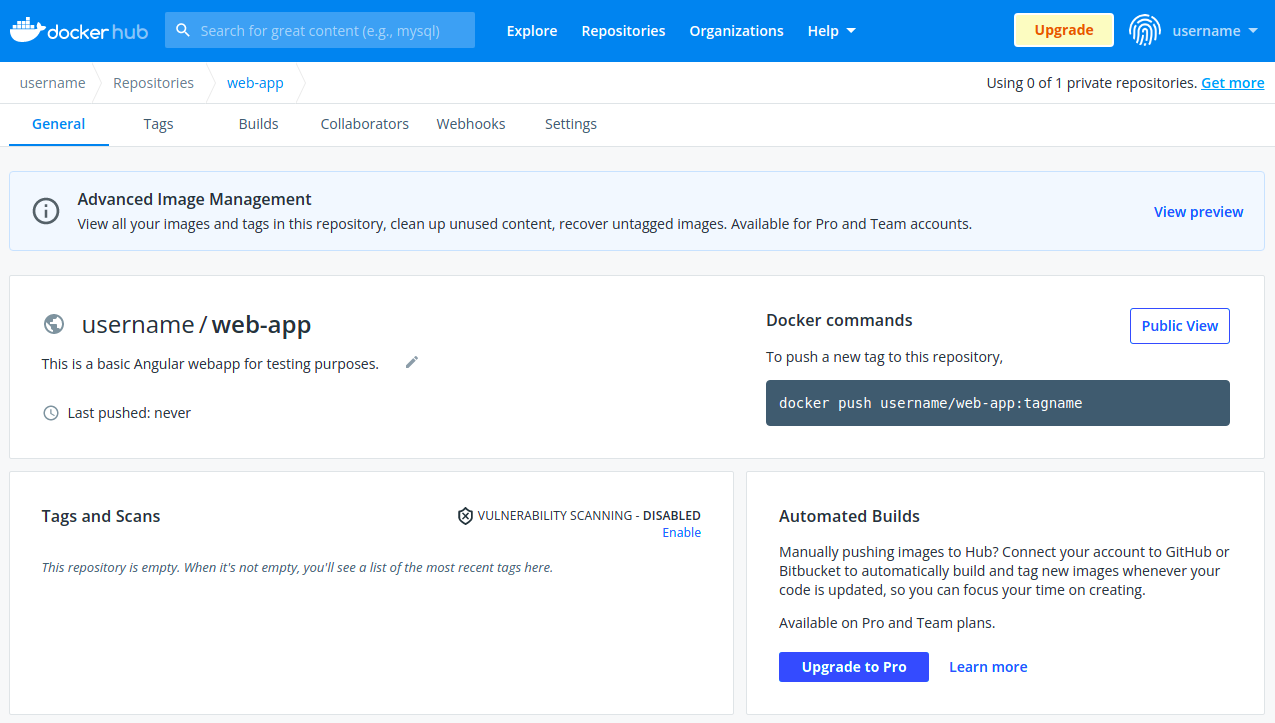 docker hub
Search for great content (e.g., mysql)
Explore
Repositories
Organizations
Help
Upgrade
username
username
Repositories
web-app
Using 0 of 1 private repositories. Get more
General
Tags
Builds
Collaborators
Webhooks
Settings
Advanced Image Management
View all your images and tags in this repository, clean up unused content, recover untagged images. Available for Pro and Team accounts.
View preview
username / web-app
This is a basic Angular webapp for testing purposes.
Last pushed: never
Docker commands
Public View
To push a new tag to this repository,
docker push username/web-app:tagname
Tags and Scans
VULNERABILITY SCANNING - DISABLED
Enable
This repository is empty. When it's not empty, you'll see a list of the most recent tags here.
Automated Builds
Manually pushing images to Hub? Connect your account to GitHub or
Bitbucket to automatically build and tag new images whenever your
code is updated, so you can focus your time on creating.
Available on Pro and Team plans.
Upgrade to Pro
Learn more